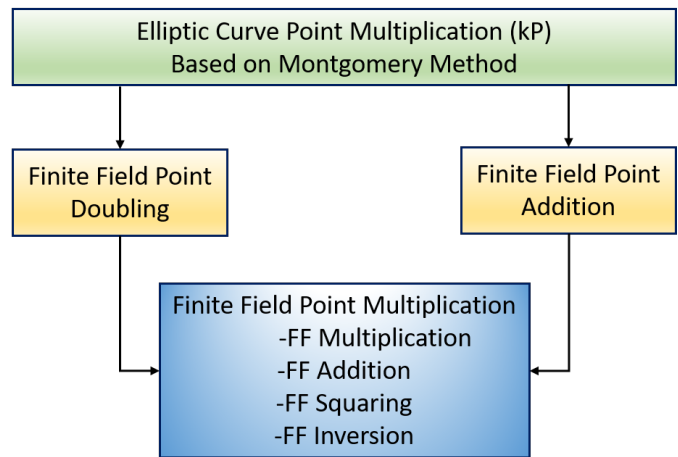 Elliptic Curve Point Multiplication (kP)
Based on Montgomery Method
Finite Field Point
Doubling
Finite Field Point
Addition
Finite Field Point Multiplication
-FF Multiplication
-FF Addition
-FF Squaring
-FF Inversion